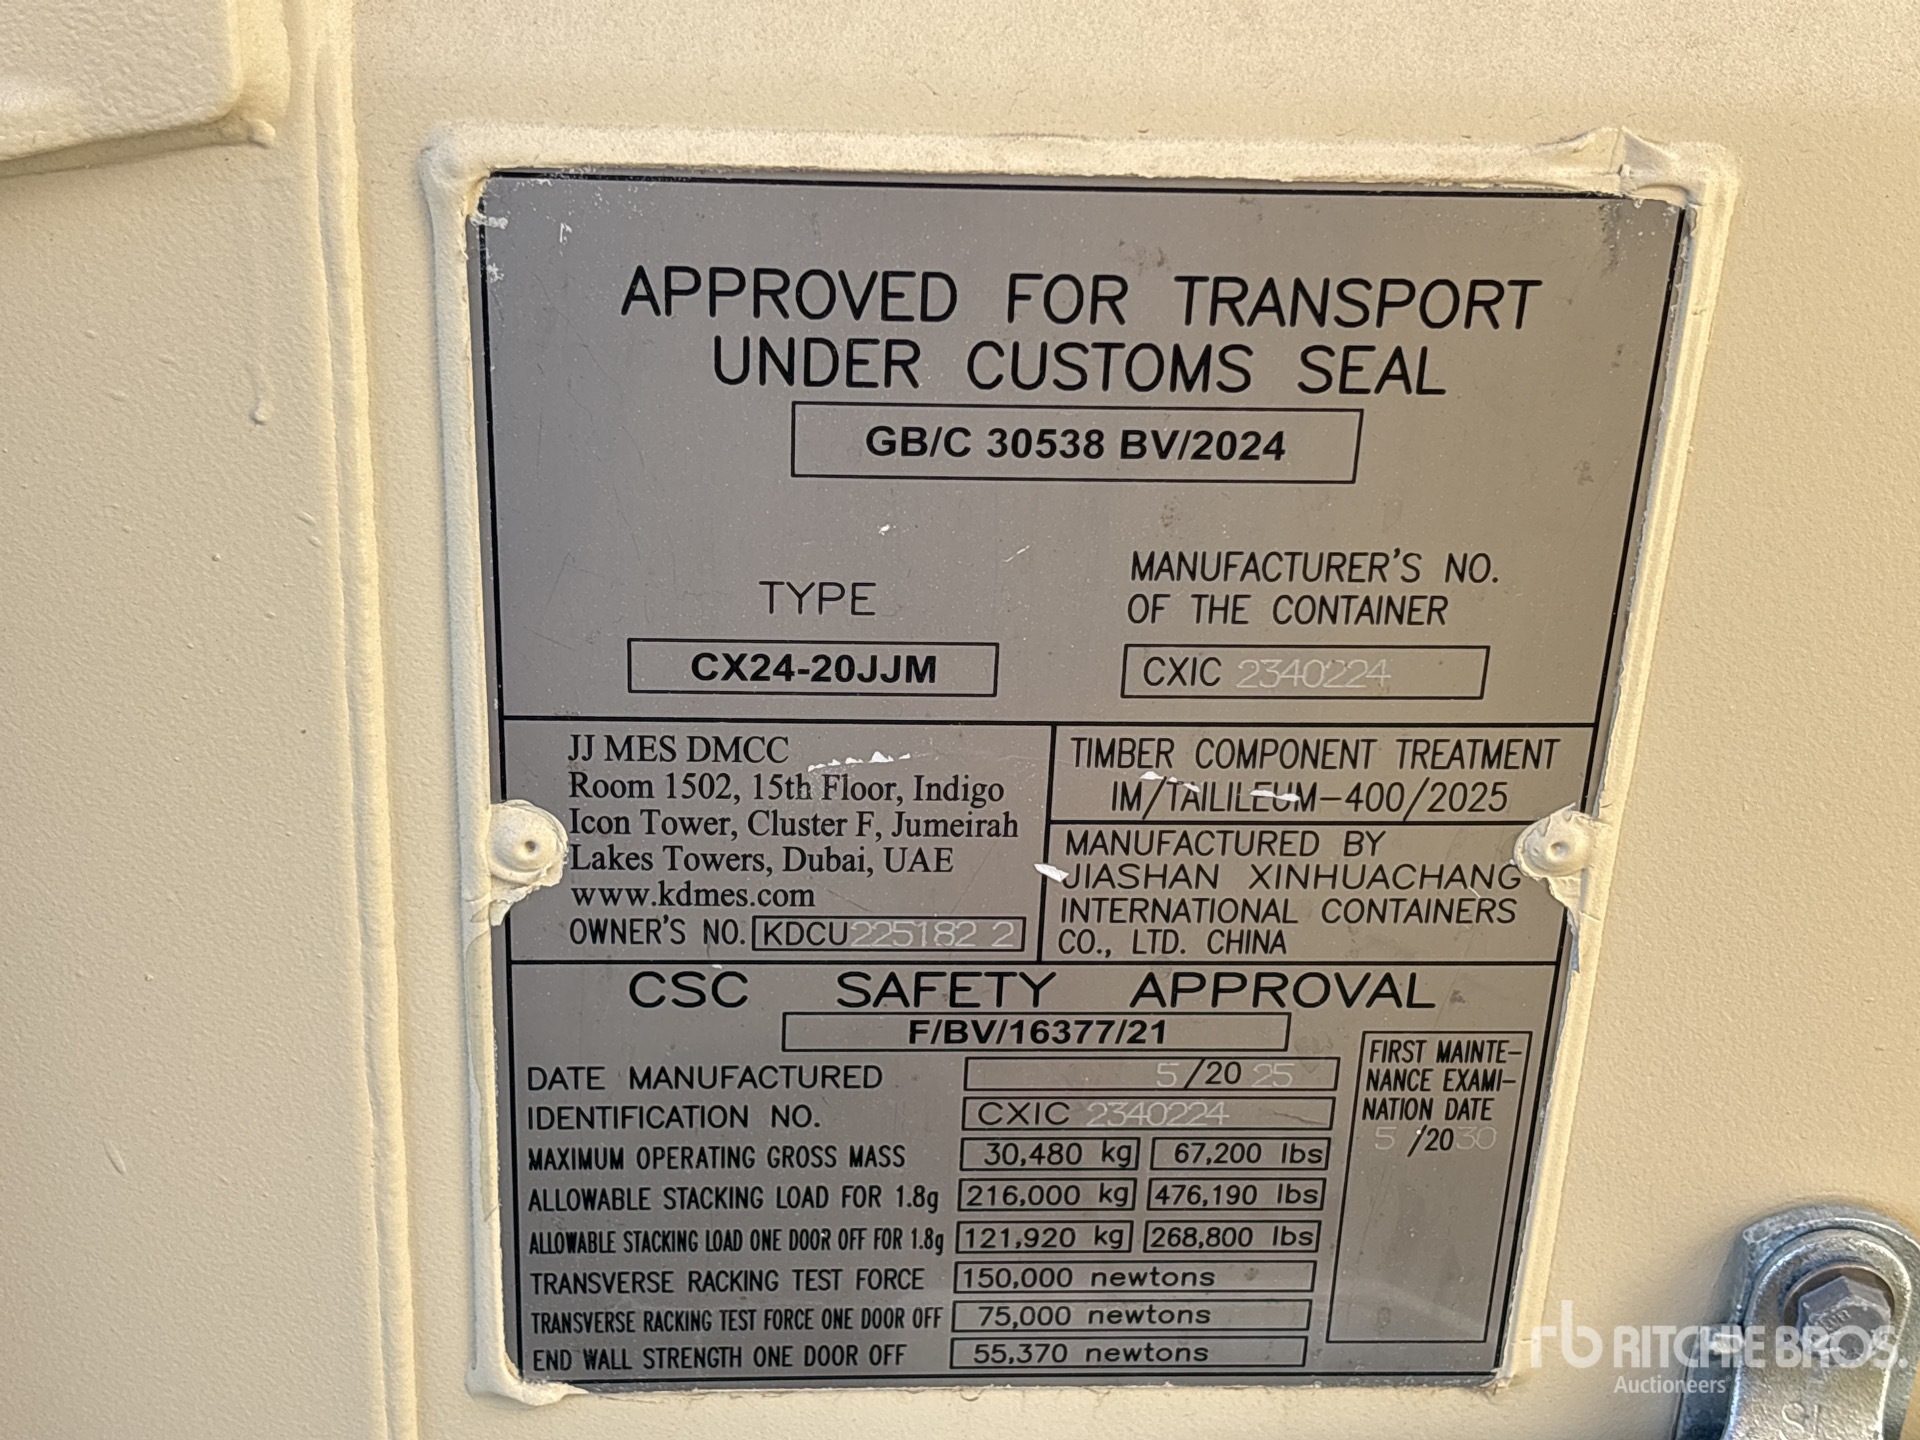 APPROVED FOR TRANSPORT
UNDER CUSTOMS SEAL
GB/C 30538 BV/2024
TYPE
CX24-20JJM
MANUFACTURER'S NO.
OF THE CONTAINER
CXIC 2340224
JJ MES DMCC
Room 1502, 15th Floor, Indigo
Icon Tower, Cluster F, Jumeirah
Lakes Towers, Dubai, UAE
www.kdmes.com
OWNER'S NO. KDCU 225182 2
TIMBER COMPONENT TREATMENT
IM/TAILILEUM-400/2025
MANUFACTURED BY
JIASHAN XINHUACHANG
INTERNATIONAL CONTAINERS
CO., LTD. CHINA
CSC SAFETY APPROVAL
F/BV/16377/21
DATE MANUFACTURED 5/2025
IDENTIFICATION NO. CXIC 2340224
MAXIMUM OPERATING GROSS MASS 30,480 kg 67,200 lbs
ALLOWABLE STACKING LOAD FOR 1.8g 216,000 kg 476,190 lbs
ALLOWABLE STACKING LOAD ONE DOOR OFF FOR 1.8g 121,920 kg 268,800 lbs
TRANSVERSE RACKING TEST FORCE 150,000 newtons
TRANSVERSE RACKING TEST FORCE ONE DOOR OFF 75,000 newtons
END WALL STRENGTH ONE DOOR OFF 55,370 newtons
FIRST MAINTE-
NANCE EXAMI-
NATION DATE
5/2030
rb RITCHIE BROS.
Auctioneers